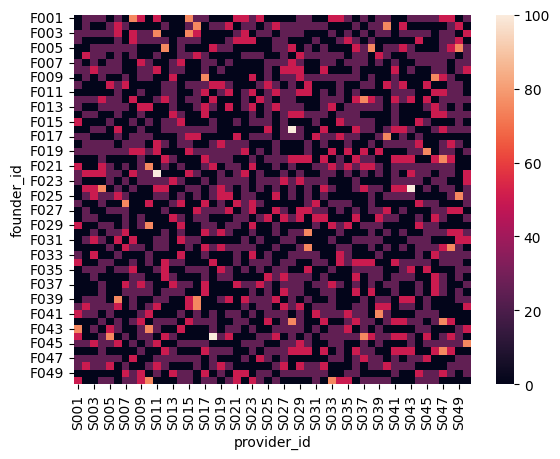 founder_id
F001
F003
F005
F007
F009
F011
F013
F015
F017
F019
F021
F023
F025
F027
F029
F031
F033
F035
F037
F039
F041
F043
F045
F047
F049
S001
S003
S005
S007
S009
S011
S013
S015
S017
S019
S021
S023
S025
S027
S029
S031
S033
S035
S037
S039
S041
S043
S045
S047
S049
provider_id
100
80
60
40
20
0